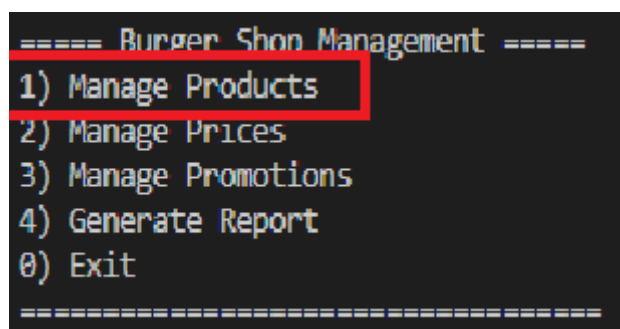 ===== Burger Shop Management =====
1) Manage Products
2) Manage Prices
3) Manage Promotions
4) Generate Report
0) Exit
==================================